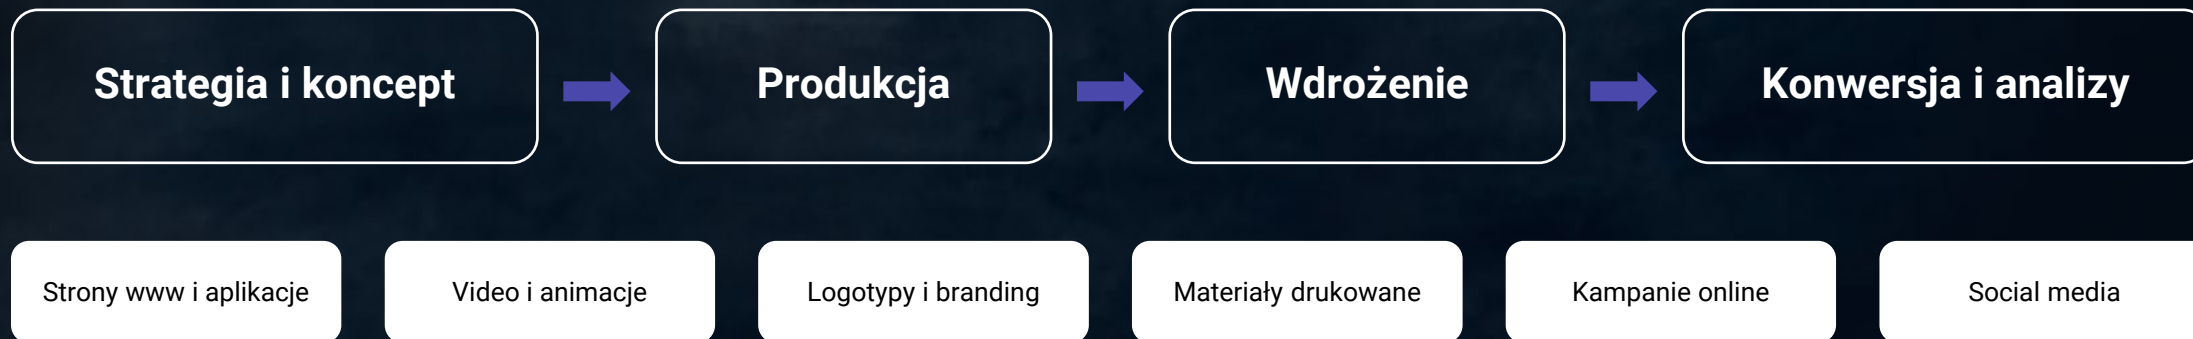 Strategia i koncept
Produkcja
Wdrożenie
Konwersja i analizy
Strony www i aplikacje
Video i animacje
Logotypy i branding
Materiały drukowane
Kampanie online
Social media